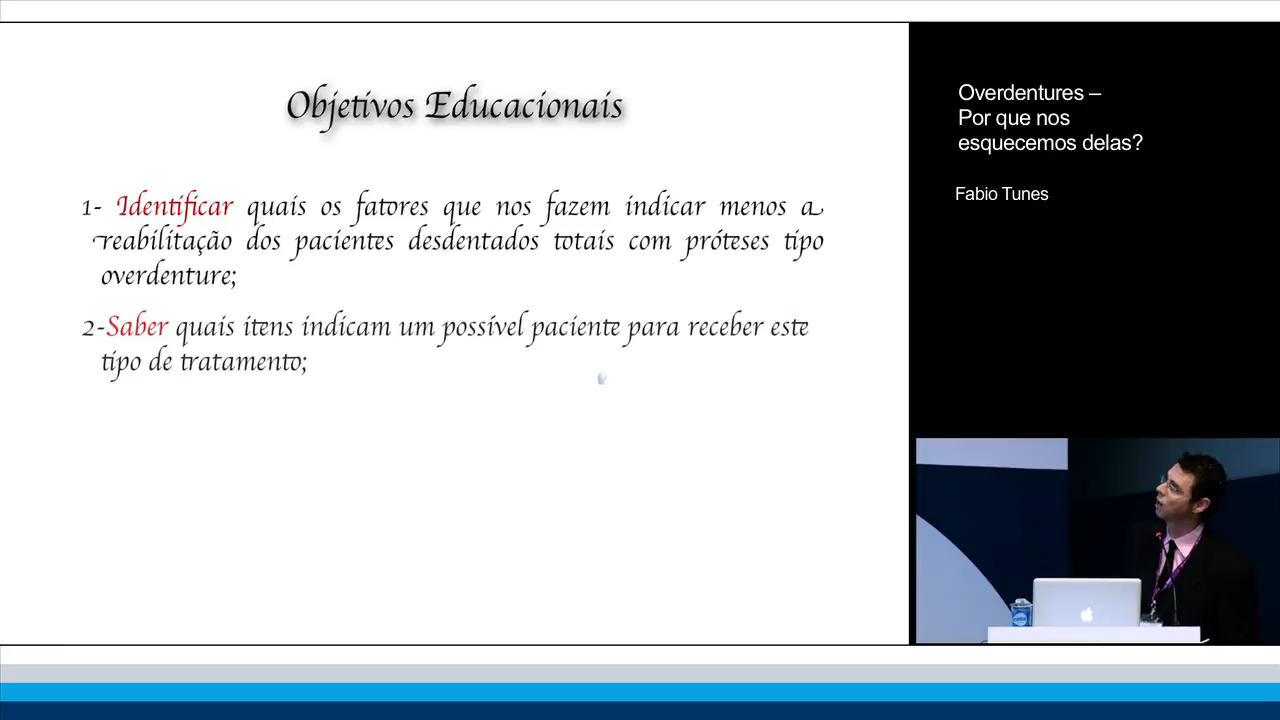 Objetivos Educacionais
1- Identificar quais os fatores que nos fazem indicar menos a
reabilitação dos pacientes desdentados totais com próteses tipo
overdenture;
2-Saber quais itens indicam um possível paciente para receber este
tipo de tratamento;
Overdentures –
Por que nos
esquecemos delas?
Fabio Tunes